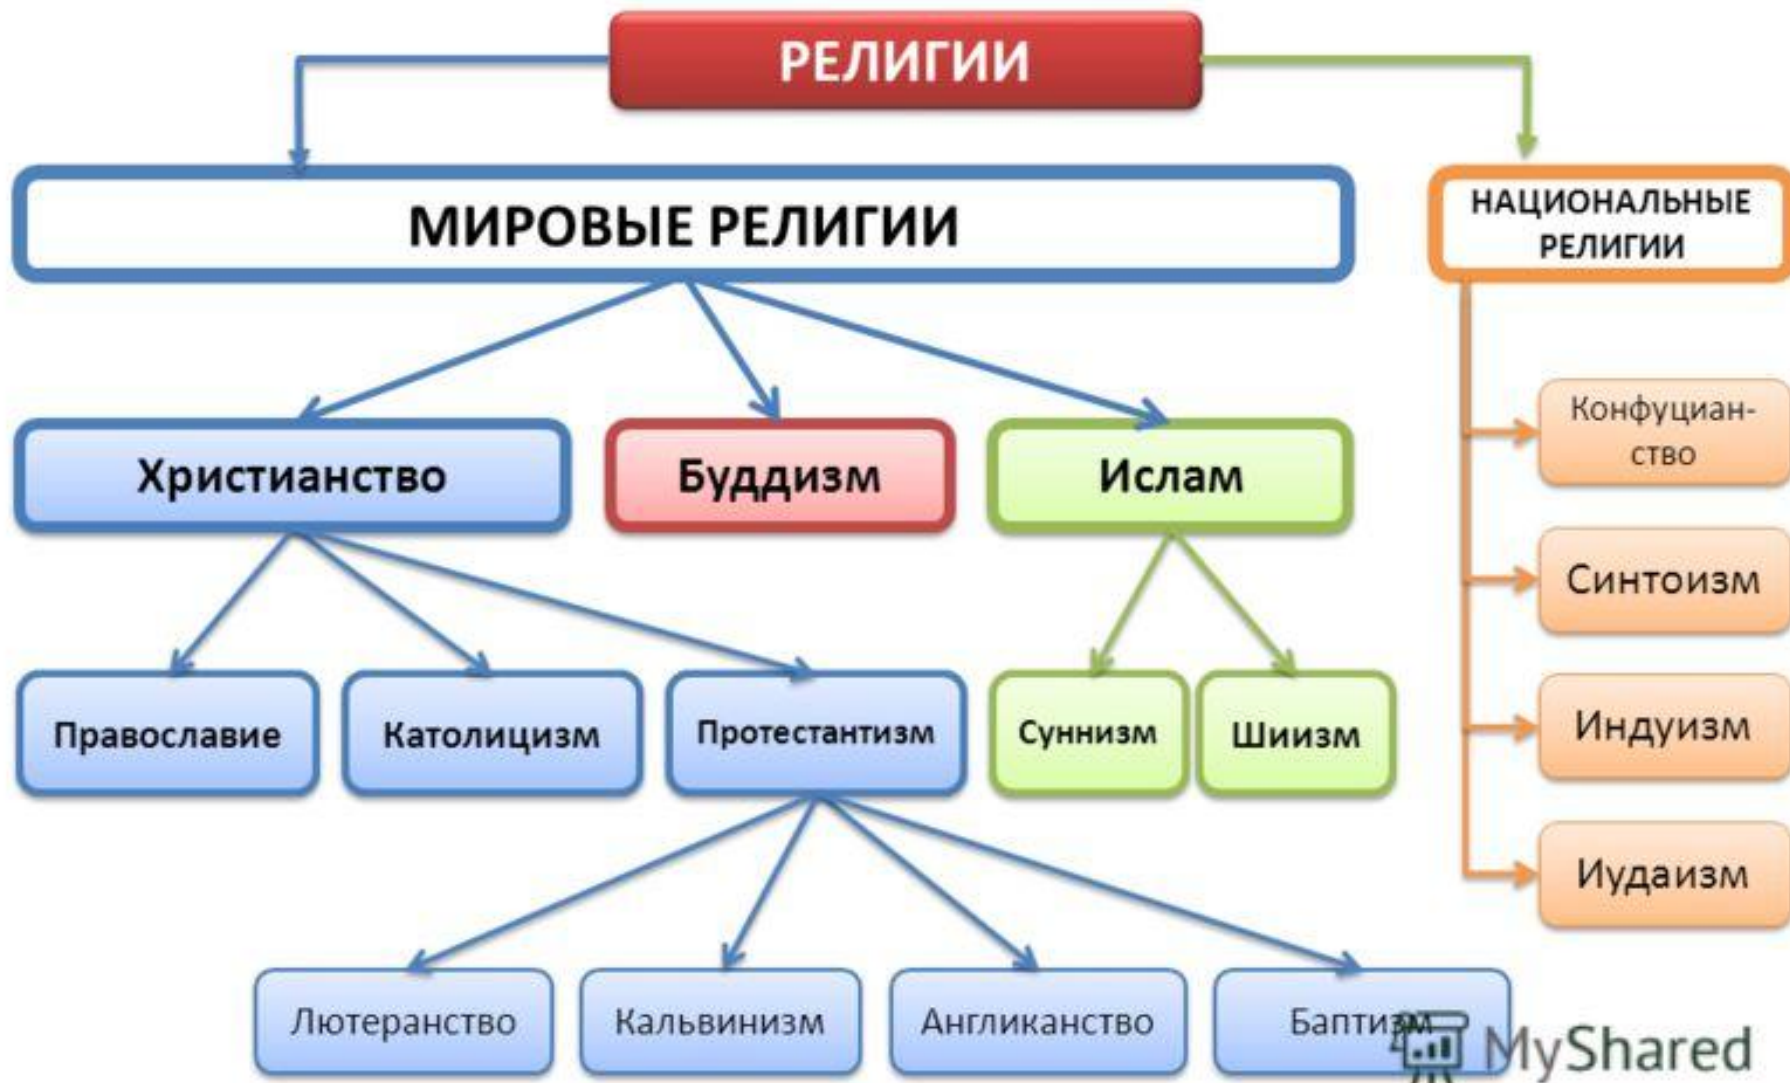 РЕЛИГИИ
МИРОВЫЕ РЕЛИГИИ
НАЦИОНАЛЬНЫЕ
РЕЛИГИИ
Христианство
Буддизм
Ислам
Конфуциан-
ство
Синтоизм
Православие
Католицизм
Протестантизм
Суннизм
Шиизм
Индуизм
Иудаизм
Лютеранство
Кальвинизм
Англиканство
Баптизм
MyShared